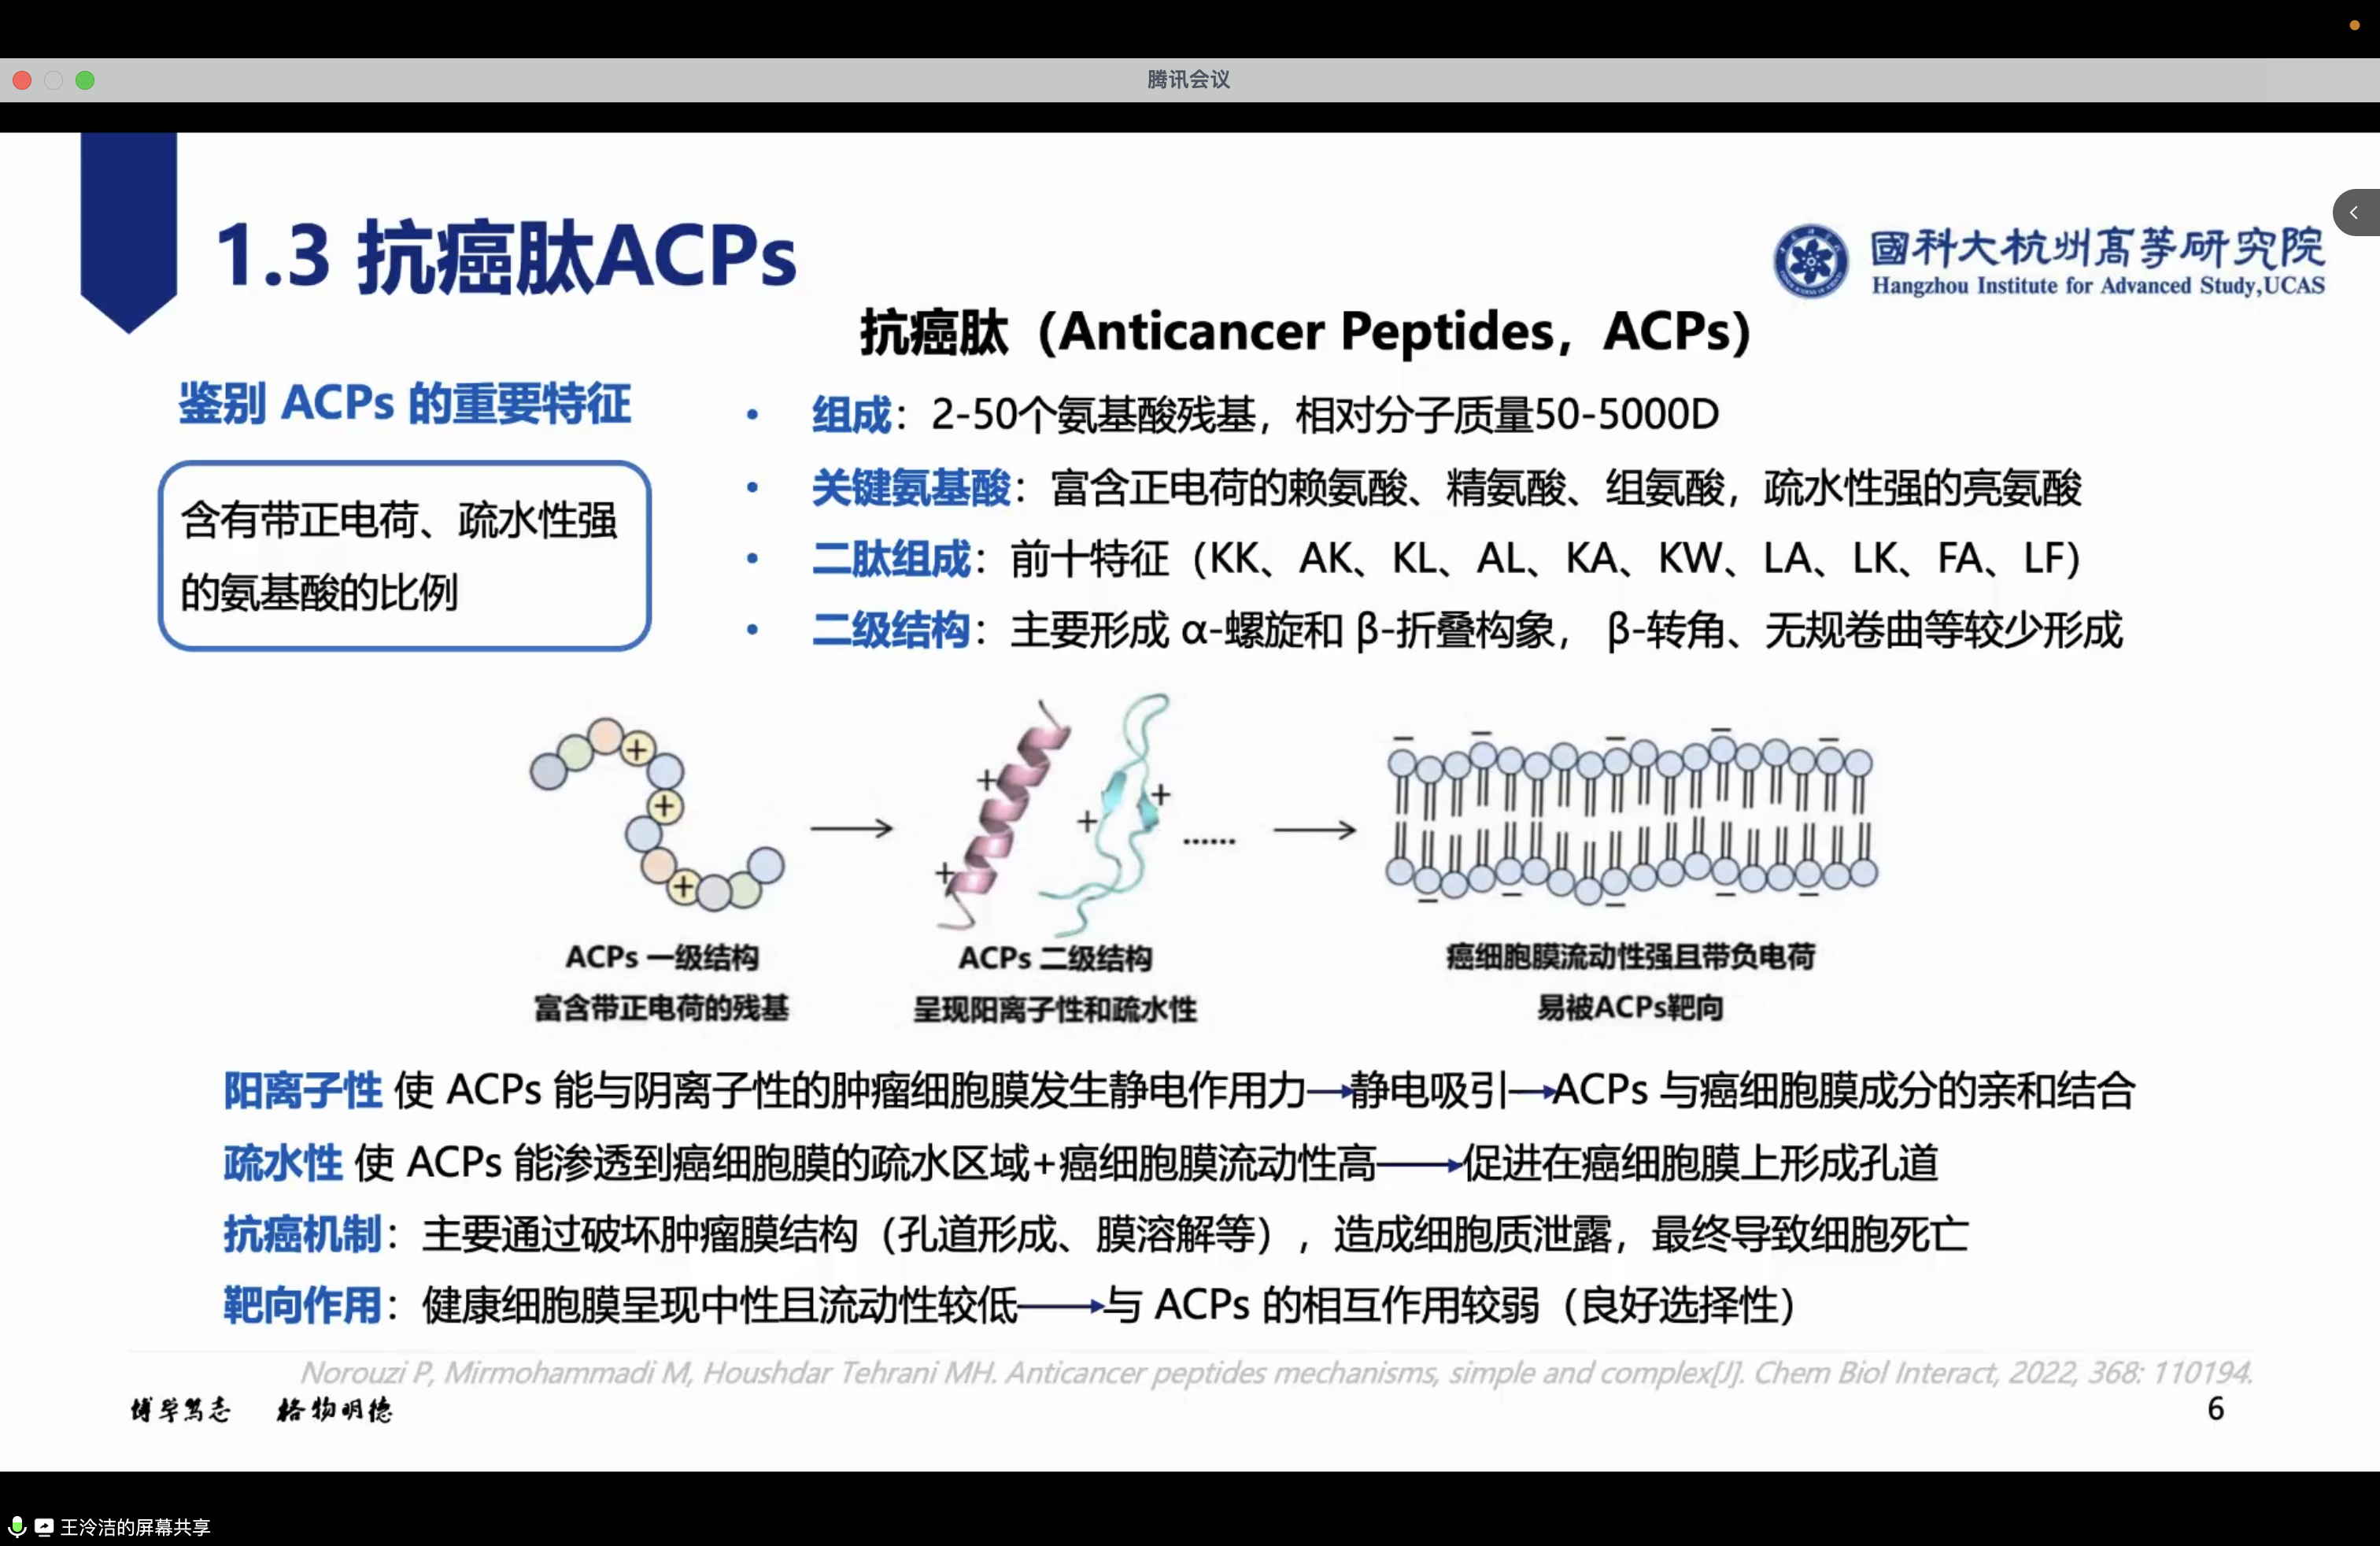 腾讯会议
1.3 抗癌肽ACPs
國科大杭州高等研究院
Hangzhou Institute for Advanced Study,UCAS
抗癌肽（Anticancer Peptides，ACPs）
鉴别 ACPs 的重要特征
含有带正电荷、疏水性强
的氨基酸的比例
• 组成：2-50个氨基酸残基，相对分子质量50-5000D
• 关键氨基酸：富含正电荷的赖氨酸、精氨酸、组氨酸，疏水性强的亮氨酸
• 二肽组成：前十特征（KK、AK、KL、AL、KA、KW、LA、LK、FA、LF）
• 二级结构：主要形成 α-螺旋和 β-折叠构象， β-转角、无规卷曲等较少形成
ACPs 一级结构
富含带正电荷的残基
ACPs 二级结构
呈现阳离子性和疏水性
癌细胞膜流动性强且带负电荷
易被ACPs靶向
阳离子性 使 ACPs 能与阴离子性的肿瘤细胞膜发生静电作用力→静电吸引→ACPs 与癌细胞膜成分的亲和结合
疏水性 使 ACPs 能渗透到癌细胞膜的疏水区域+癌细胞膜流动性高→促进在癌细胞膜上形成孔道
抗癌机制：主要通过破坏肿瘤膜结构（孔道形成、膜溶解等），造成细胞质泄露，最终导致细胞死亡
靶向作用：健康细胞膜呈现中性且流动性较低→与 ACPs 的相互作用较弱（良好选择性）
Norouzi P, Mirmohammadi M, Houshdar Tehrani MH. Anticancer peptides mechanisms, simple and complex[J]. Chem Biol Interact, 2022, 368: 110194.
博学笃志 格物明德
6
王泠洁的屏幕共享